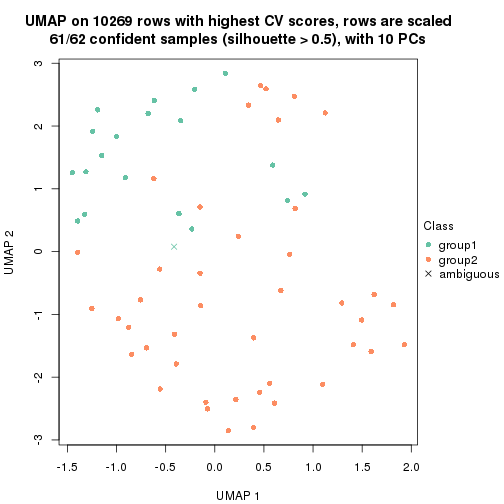 UMAP on 10269 rows with highest CV scores, rows are scaled
61/62 confident samples (silhouette > 0.5), with 10 PCs
3
2
1
0
-1
-2
-3
UMAP 2
-1.5 -1.0 -0.5 0.0 0.5 1.0 1.5 2.0
UMAP 1
Class
group1
group2
ambiguous